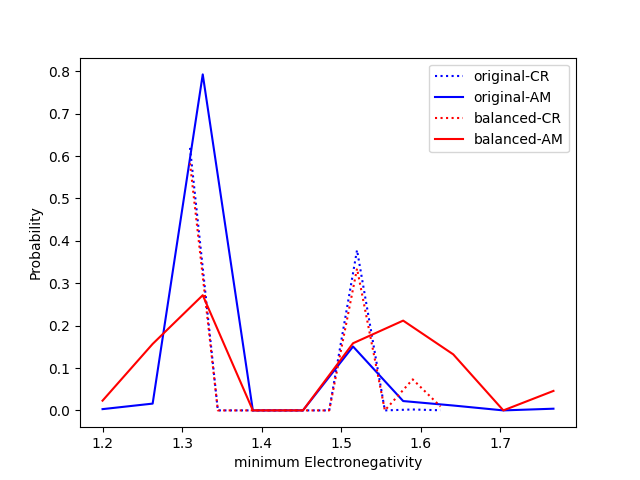 original-CR
original-AM
balanced-CR
balanced-AM
Probability
0.8
0.7
0.6
0.5
0.4
0.3
0.2
0.1
0.0
1.2 1.3 1.4 1.5 1.6 1.7
minimum Electronegativity